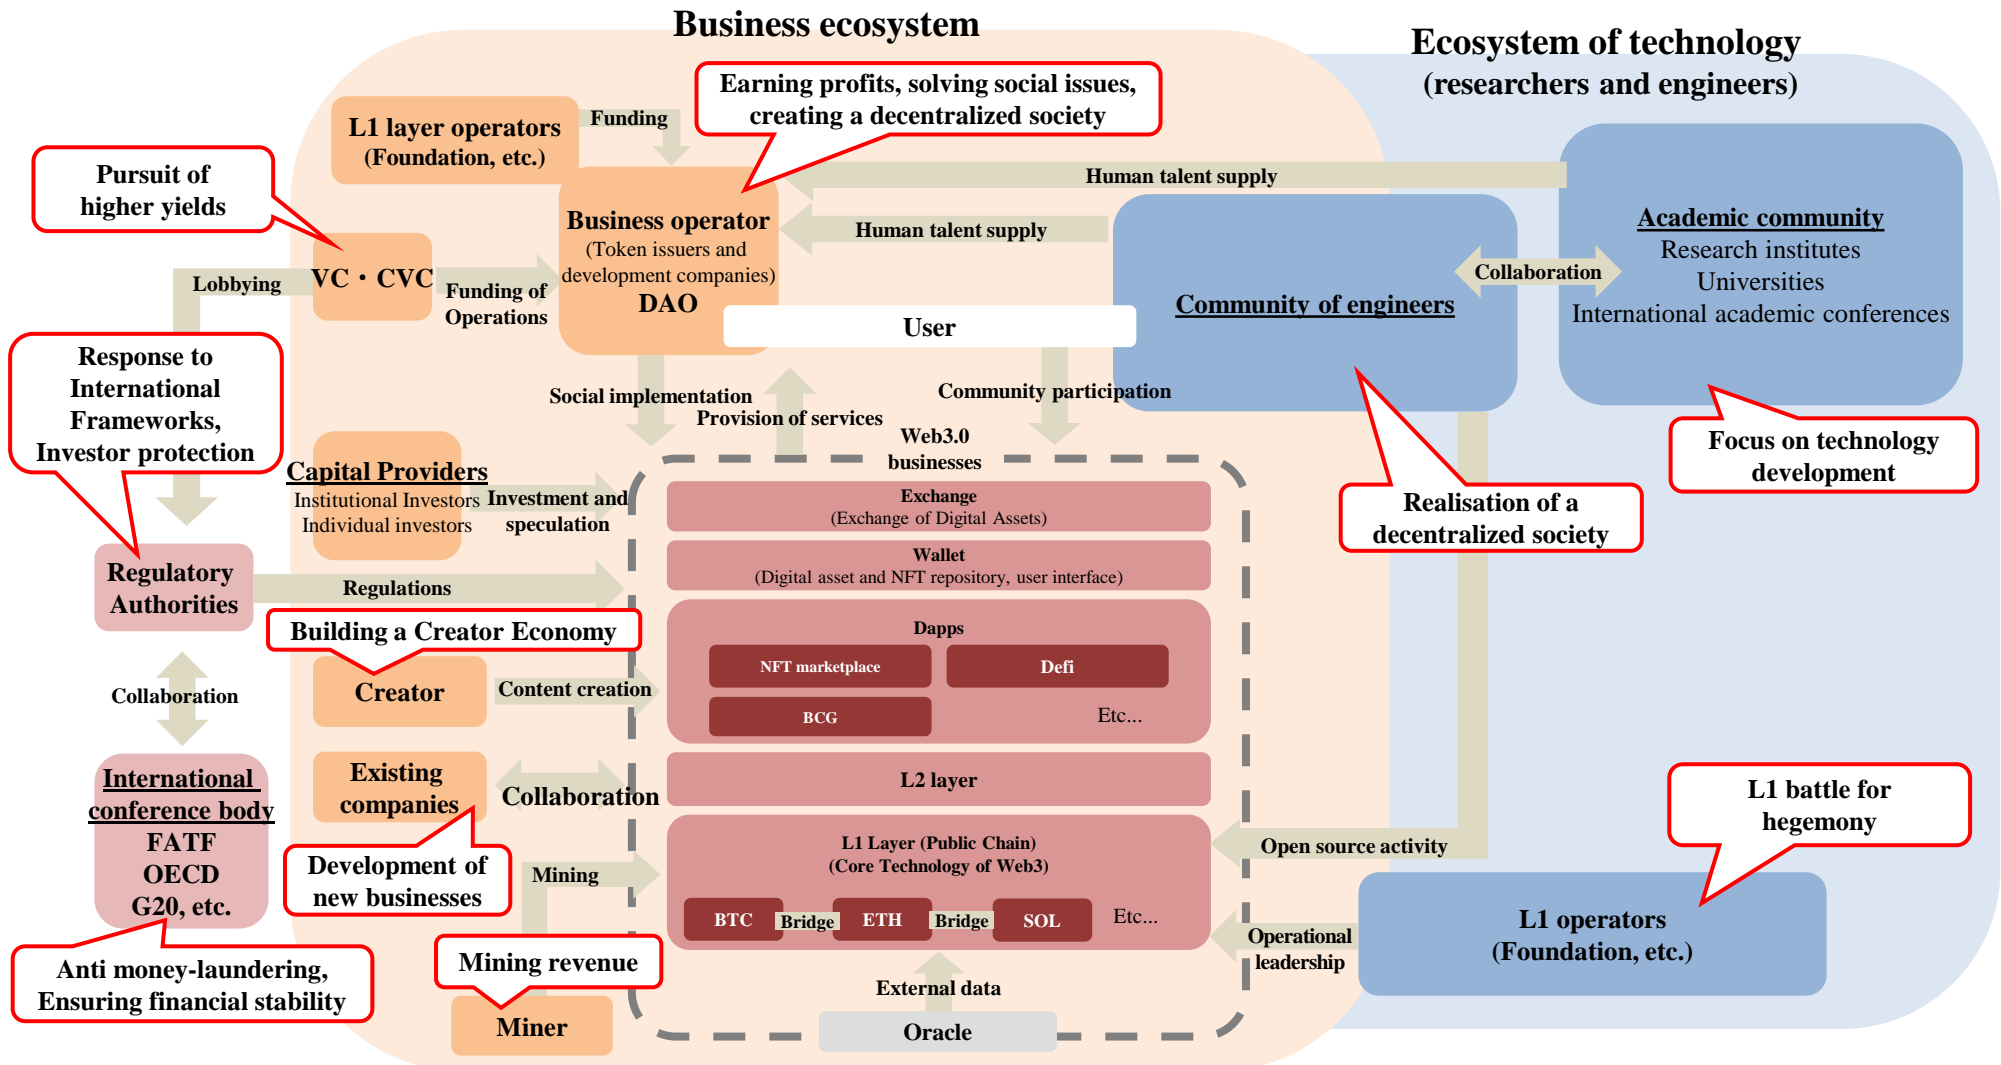 Business ecosystem
Ecosystem of technology
(researchers and engineers)
Earning profits, solving social issues,
creating a decentralized society
L1 layer operators
(Foundation, etc.)
Funding
Pursuit of
higher yields
Human talent supply
Business operator
(Token issuers and
development companies)
DAO
Human talent supply
Academic community
Research institutes
Universities
International academic conferences
Collaboration
Community of engineers
Lobbying
VC・CVC
Funding of
Operations
User
Response to
International
Frameworks,
Investor protection
Social implementation
Provision of services
Community participation
Web3.0
businesses
Focus on technology
development
Realisation of a
decentralized society
Capital Providers
Institutional Investors
Individual investors
Investment and
speculation
Exchange
(Exchange of Digital Assets)
Wallet
(Digital asset and NFT repository, user interface)
Regulatory
Authorities
Regulations
Building a Creator Economy
Dapps
NFT marketplace
Defi
BCG
Etc...
Creator
Content creation
Collaboration
Existing
companies
Collaboration
L2 layer
International
conference body
FATF
OECD
G20, etc.
L1 battle for
hegemony
Development of
new businesses
Mining
L1 Layer (Public Chain)
(Core Technology of Web3)
BTC
Bridge
ETH
Bridge
SOL
Etc...
Open source activity
L1 operators
(Foundation, etc.)
Operational
leadership
Anti money-laundering,
Ensuring financial stability
Mining revenue
Miner
External data
Oracle